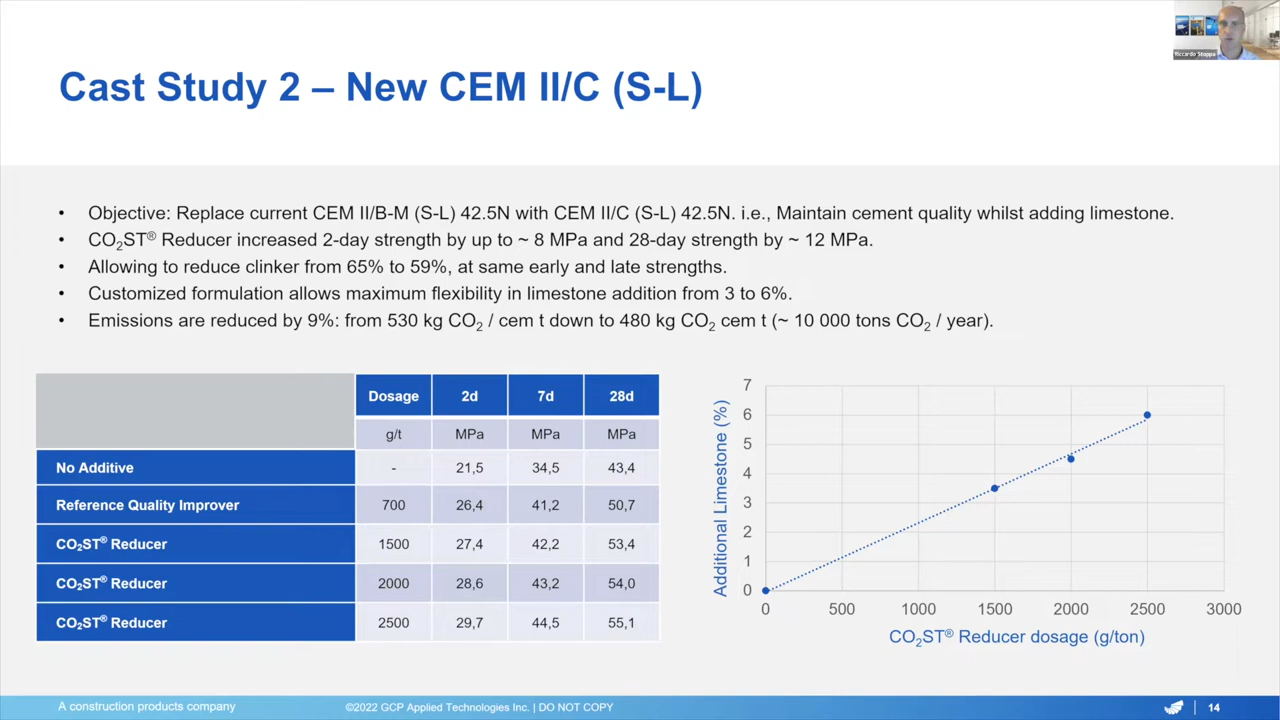 Riccardo Stoppa
Cast Study 2 – New CEM II/C (S-L)
• Objective: Replace current CEM II/B-M (S-L) 42.5N with CEM II/C (S-L) 42.5N. i.e., Maintain cement quality whilst adding limestone.
• CO₂ST® Reducer increased 2-day strength by up to ~ 8 MPa and 28-day strength by ~ 12 MPa.
• Allowing to reduce clinker from 65% to 59%, at same early and late strengths.
• Customized formulation allows maximum flexibility in limestone addition from 3 to 6%.
• Emissions are reduced by 9%: from 530 kg CO₂ / cem t down to 480 kg CO₂ cem t (~ 10 000 tons CO₂ / year).
Dosage 2d 7d 28d
g/t MPa MPa MPa
No Additive - 21,5 34,5 43,4
Reference Quality Improver 700 26,4 41,2 50,7
CO₂ST® Reducer 1500 27,4 42,2 53,4
CO₂ST® Reducer 2000 28,6 43,2 54,0
CO₂ST® Reducer 2500 29,7 44,5 55,1
Additional Limestone (%)
7
6
5
4
3
2
1
0
0 500 1000 1500 2000 2500 3000
CO₂ST® Reducer dosage (g/ton)
A construction products company ©2022 GCP Applied Technologies Inc. | DO NOT COPY 14